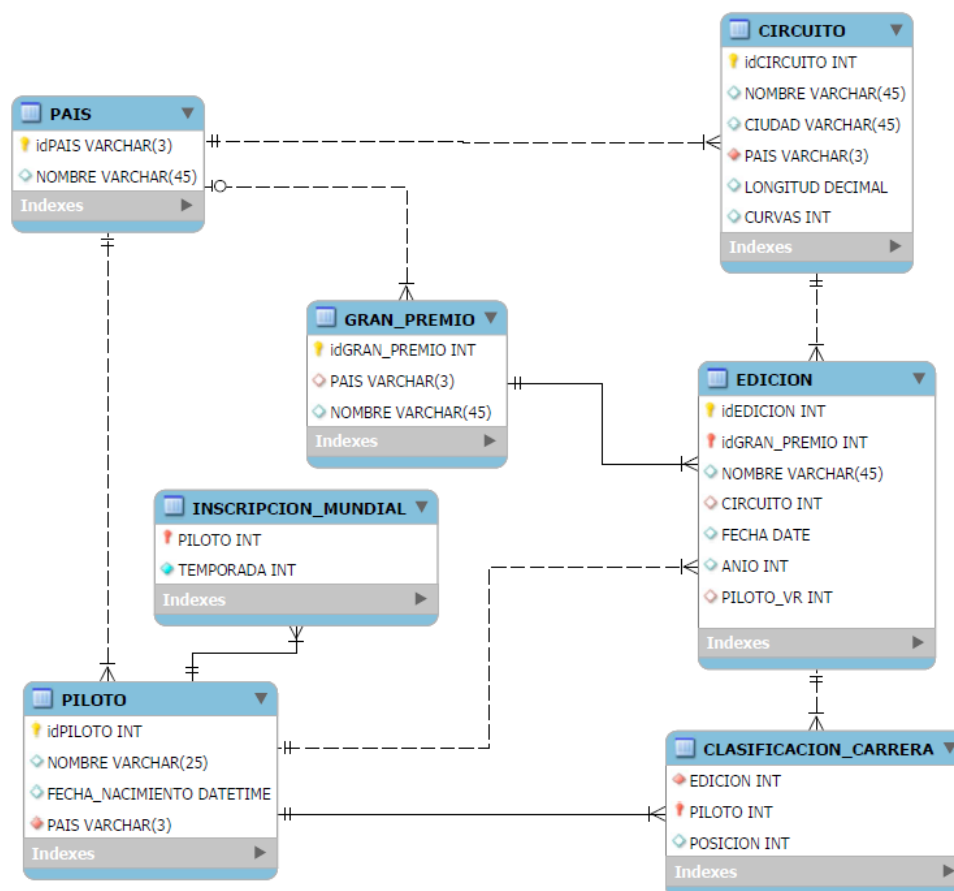 CIRCUITO
idCIRCUITO INT
NOMBRE VARCHAR(45)
CIUDAD VARCHAR(45)
PAIS VARCHAR(3)
LONGITUD DECIMAL
CURVAS INT
Indexes
PAIS
idPAIS VARCHAR(3)
NOMBRE VARCHAR(45)
Indexes
GRAN_PREMIO
idGRAN_PREMIO INT
PAIS VARCHAR(3)
NOMBRE VARCHAR(45)
Indexes
EDICION
idEDICION INT
idGRAN_PREMIO INT
NOMBRE VARCHAR(45)
CIRCUITO INT
FECHA DATE
ANIO INT
PILOTO_VR INT
Indexes
INSCRIPCION_MUNDIAL
PILOTO INT
TEMPORADA INT
Indexes
PILOTO
idPILOTO INT
NOMBRE VARCHAR(25)
FECHA_NACIMIENTO DATETIME
PAIS VARCHAR(3)
Indexes
CLASIFICACION_CARRERA
EDICION INT
PILOTO INT
POSICION INT
Indexes